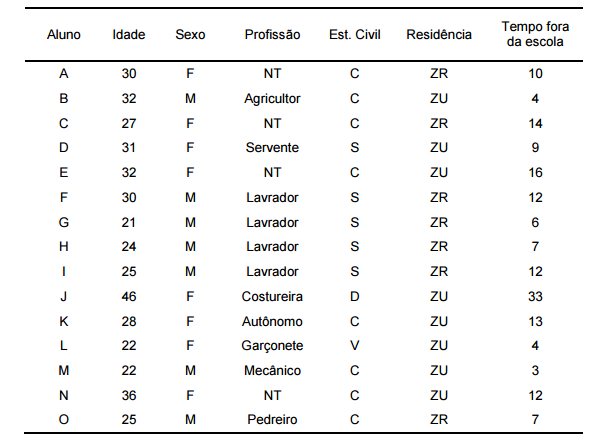 Aluno Idade Sexo Profissão Est. Civil Residência Tempo fora da escola
A 30 F NT C ZR 10
B 32 M Agricultor C ZU 4
C 27 F NT C ZR 14
D 31 F Servente S ZU 9
E 32 F NT C ZU 16
F 30 M Lavrador S ZR 12
G 21 M Lavrador S ZR 6
H 24 M Lavrador S ZR 7
I 25 M Lavrador S ZR 12
J 46 F Costureira D ZU 33
K 28 F Autônomo C ZU 13
L 22 F Garçonete V ZU 4
M 22 M Mecânico C ZU 3
N 36 F NT C ZU 12
O 25 M Pedreiro C ZR 7